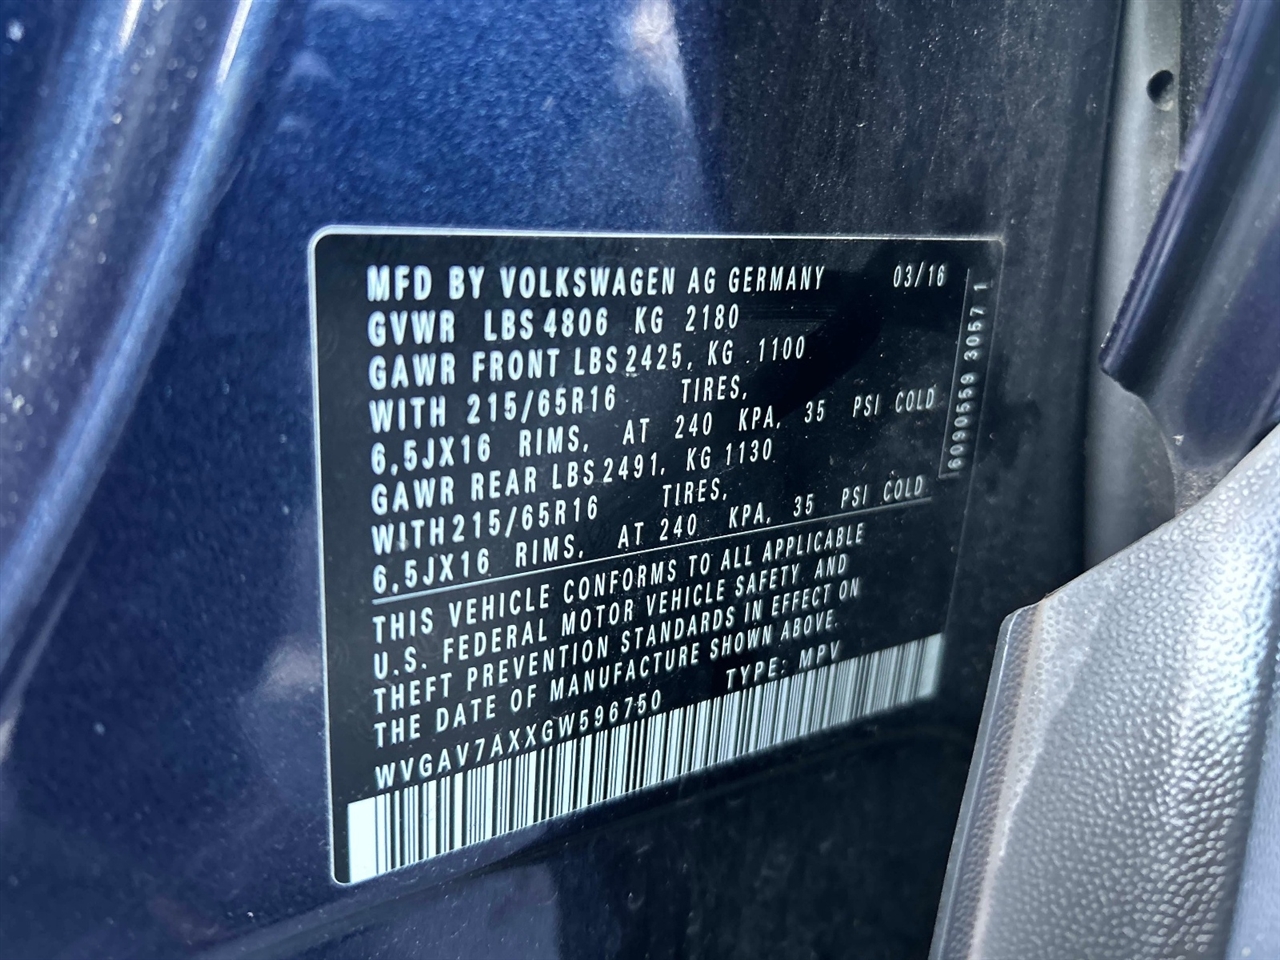 MFD BY VOLKSWAGEN AG GERMANY 03/16
GVWR LBS 4806 KG 2180
GAWR FRONT LBS 2425, KG 1100
WITH 215/65R16 TIRES,
6,5JX16 RIMS, AT 240 KPA, 35 PSI COLD
GAWR REAR LBS 2491, KG 1130
WITH 215/65R16 TIRES,
6,5JX16 RIMS, AT 240 KPA, 35 PSI COLD
THIS VEHICLE CONFORMS TO ALL APPLICABLE
U.S. FEDERAL MOTOR VEHICLE SAFETY AND
THEFT PREVENTION STANDARDS IN EFFECT ON
THE DATE OF MANUFACTURE SHOWN ABOVE.
WVGAV7AXXGW596750 TYPE: MPV
6090559 30571